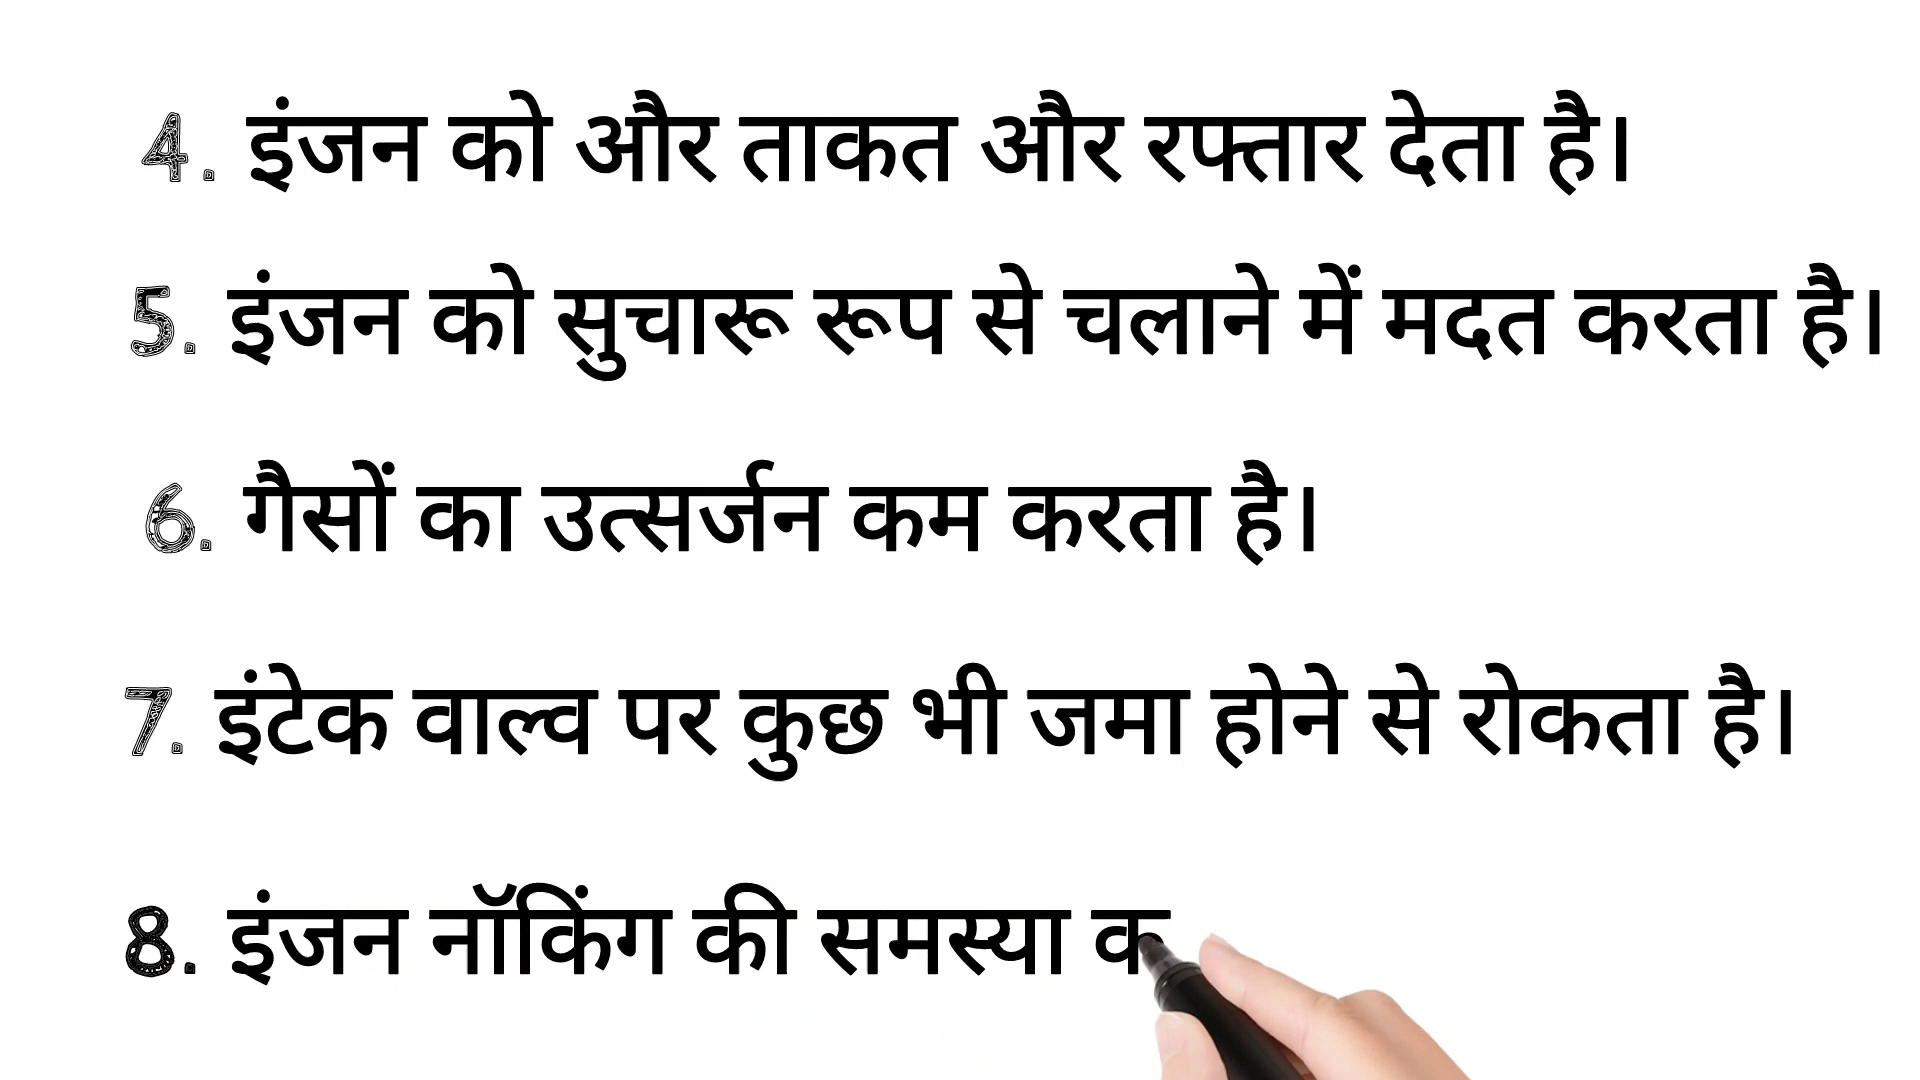 4. इंजन को और ताकत और रफ्तार देता है।
5. इंजन को सुचारू रूप से चलाने में मदत करता है।
6. गैसों का उत्सर्जन कम करता है।
7. इंटेक वाल्व पर कुछ भी जमा होने से रोकता है।
8. इंजन नॉकिंग की समस्या क